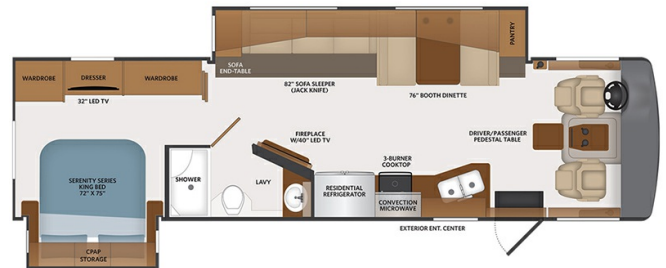 WARDROBE
DRESSER
WARDROBE
32" LED TV
SOFA
END-TABLE
82" SOFA SLEEPER
(JACK KNIFE)
76" BOOTH DINETTE
PANTRY
FIREPLACE
W/40" LED TV
DRIVER/PASSENGER
PEDESTAL TABLE
SERENITY SERIES
KING BED
72" X 75"
SHOWER
LAVY
RESIDENTIAL
REFRIGERATOR
3-BURNER
COOKTOP
CONVECTION
MICROWAVE
EXTERIOR ENT. CENTER
CPAP
STORAGE